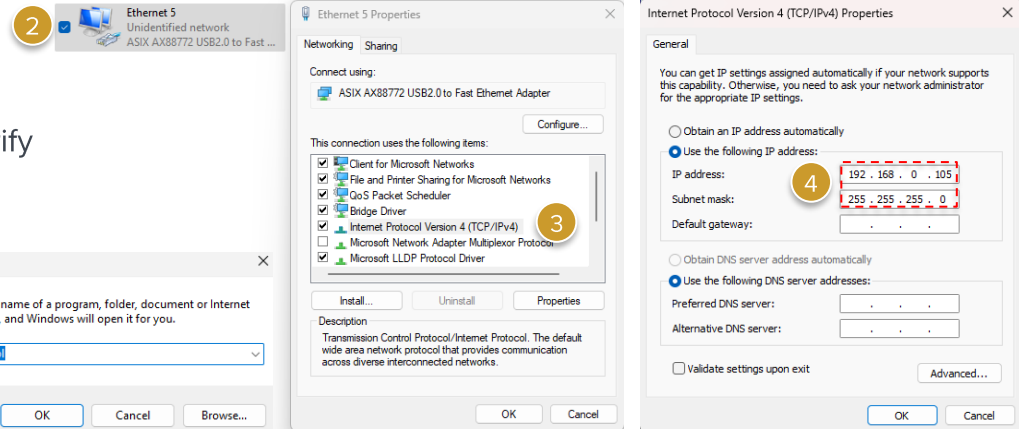 2
Ethernet 5
Unidentified network
ASIX AX88772 USB2.0 to Fast ...
ify
name of a program, folder, document or Internet
, and Windows will open it for you.
ol
OK
Cancel
Browse...
Ethernet 5 Properties
Networking
Sharing
Connect using:
ASIX AX88772 USB2.0 to Fast Ethernet Adapter
Configure...
This connection uses the following items:
Client for Microsoft Networks
File and Printer Sharing for Microsoft Networks
QoS Packet Scheduler
Bridge Driver
Internet Protocol Version 4 (TCP/IPv4)
3
Microsoft Network Adapter Multiplexor Protocol
Microsoft LLDP Protocol Driver
Install...
Uninstall
Properties
Description
Transmission Control Protocol/Internet Protocol. The default
wide area network protocol that provides communication
across diverse interconnected networks.
OK
Cancel
Internet Protocol Version 4 (TCP/IPv4) Properties
General
You can get IP settings assigned automatically if your network supports
this capability. Otherwise, you need to ask your network administrator
for the appropriate IP settings.
Obtain an IP address automatically
Use the following IP address:
IP address:
4
192 . 168 . 0 . 105
Subnet mask:
255 . 255 . 255 . 0
Default gateway:
. . .
Obtain DNS server address automatically
Use the following DNS server addresses:
Preferred DNS server:
. . .
Alternative DNS server:
. . .
Validate settings upon exit
Advanced...
OK
Cancel